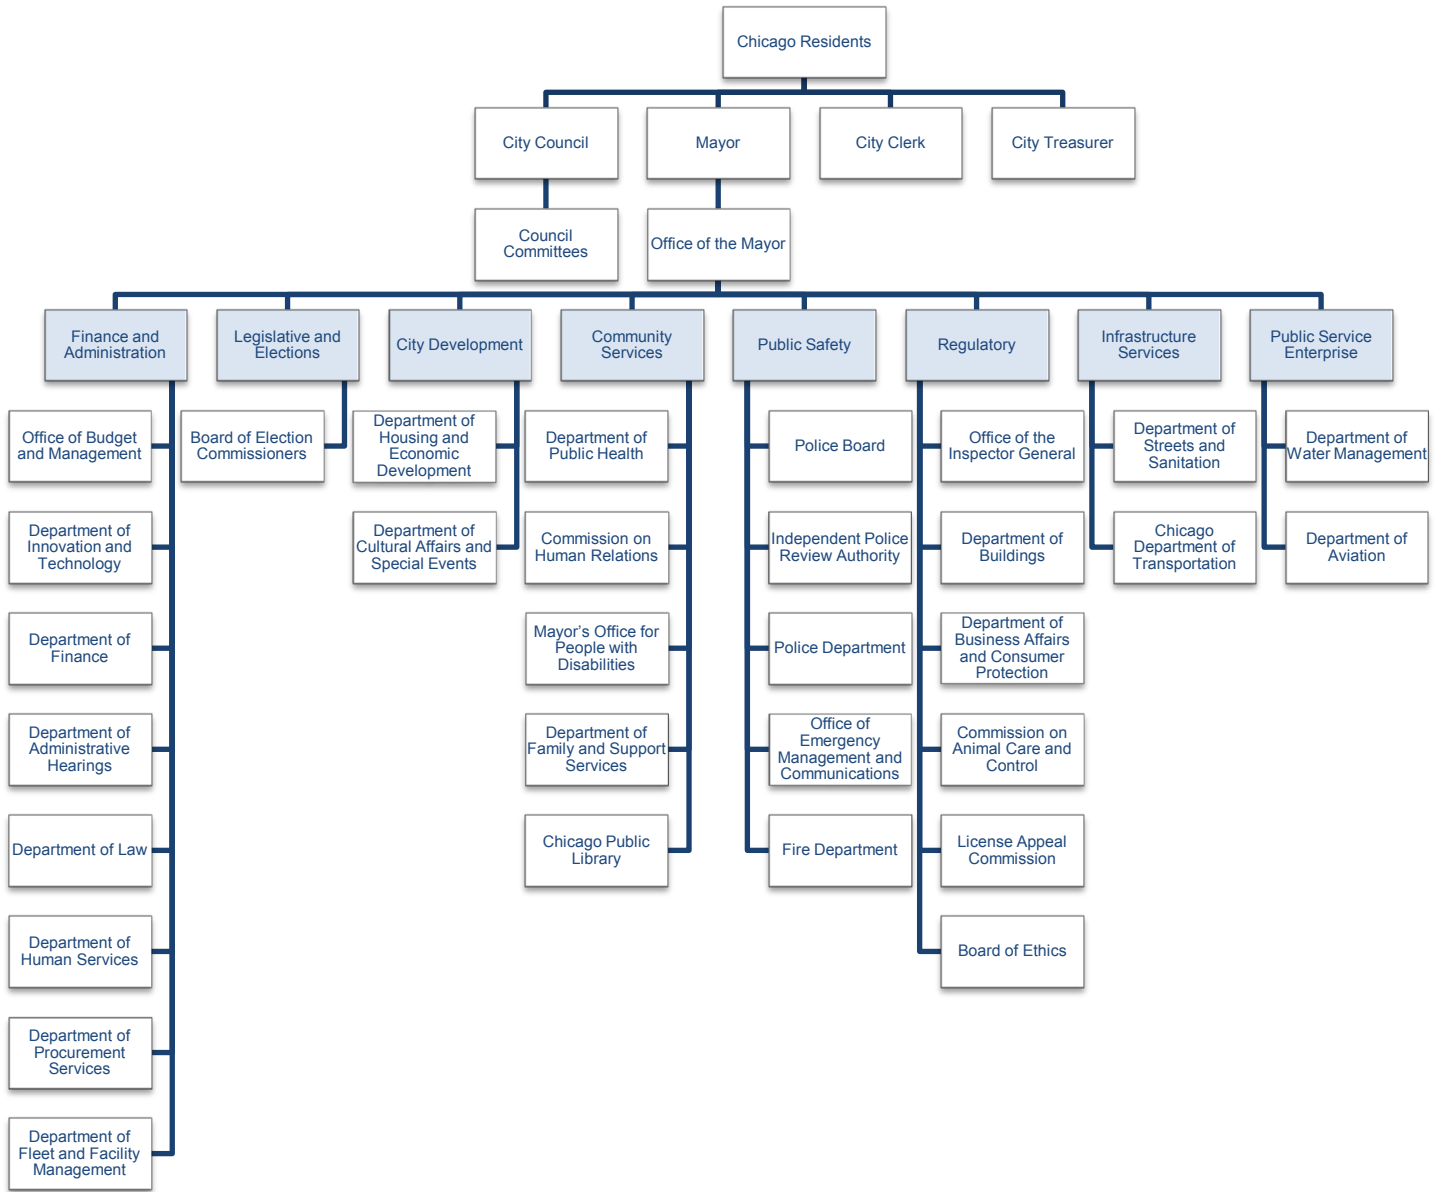 Chicago Residents
City Council
Mayor
City Clerk
City Treasurer
Council
Committees
Office of the Mayor
Finance and
Administration
Legislative and
Elections
City Development
Community
Services
Public Safety
Regulatory
Infrastructure
Services
Public Service
Enterprise
Office of Budget
and Management
Department of
Innovation and
Technology
Department of
Finance
Department of
Administrative
Hearings
Department of Law
Department of
Human Services
Department of
Procurement
Services
Department of
Fleet and Facility
Management
Board of Election
Commissioners
Department of
Housing and
Economic
Development
Department of
Cultural Affairs and
Special Events
Department of
Public Health
Commission on
Human Relations
Mayor’s Office for
People with
Disabilities
Department of
Family and Support
Services
Chicago Public
Library
Police Board
Independent Police
Review Authority
Police Department
Office of
Emergency
Management and
Communications
Fire Department
Office of the
Inspector General
Department of
Buildings
Department of
Business Affairs
and Consumer
Protection
Commission on
Animal Care and
Control
License Appeal
Commission
Board of Ethics
Department of
Streets and
Sanitation
Chicago
Department of
Transportation
Department of
Water Management
Department of
Aviation